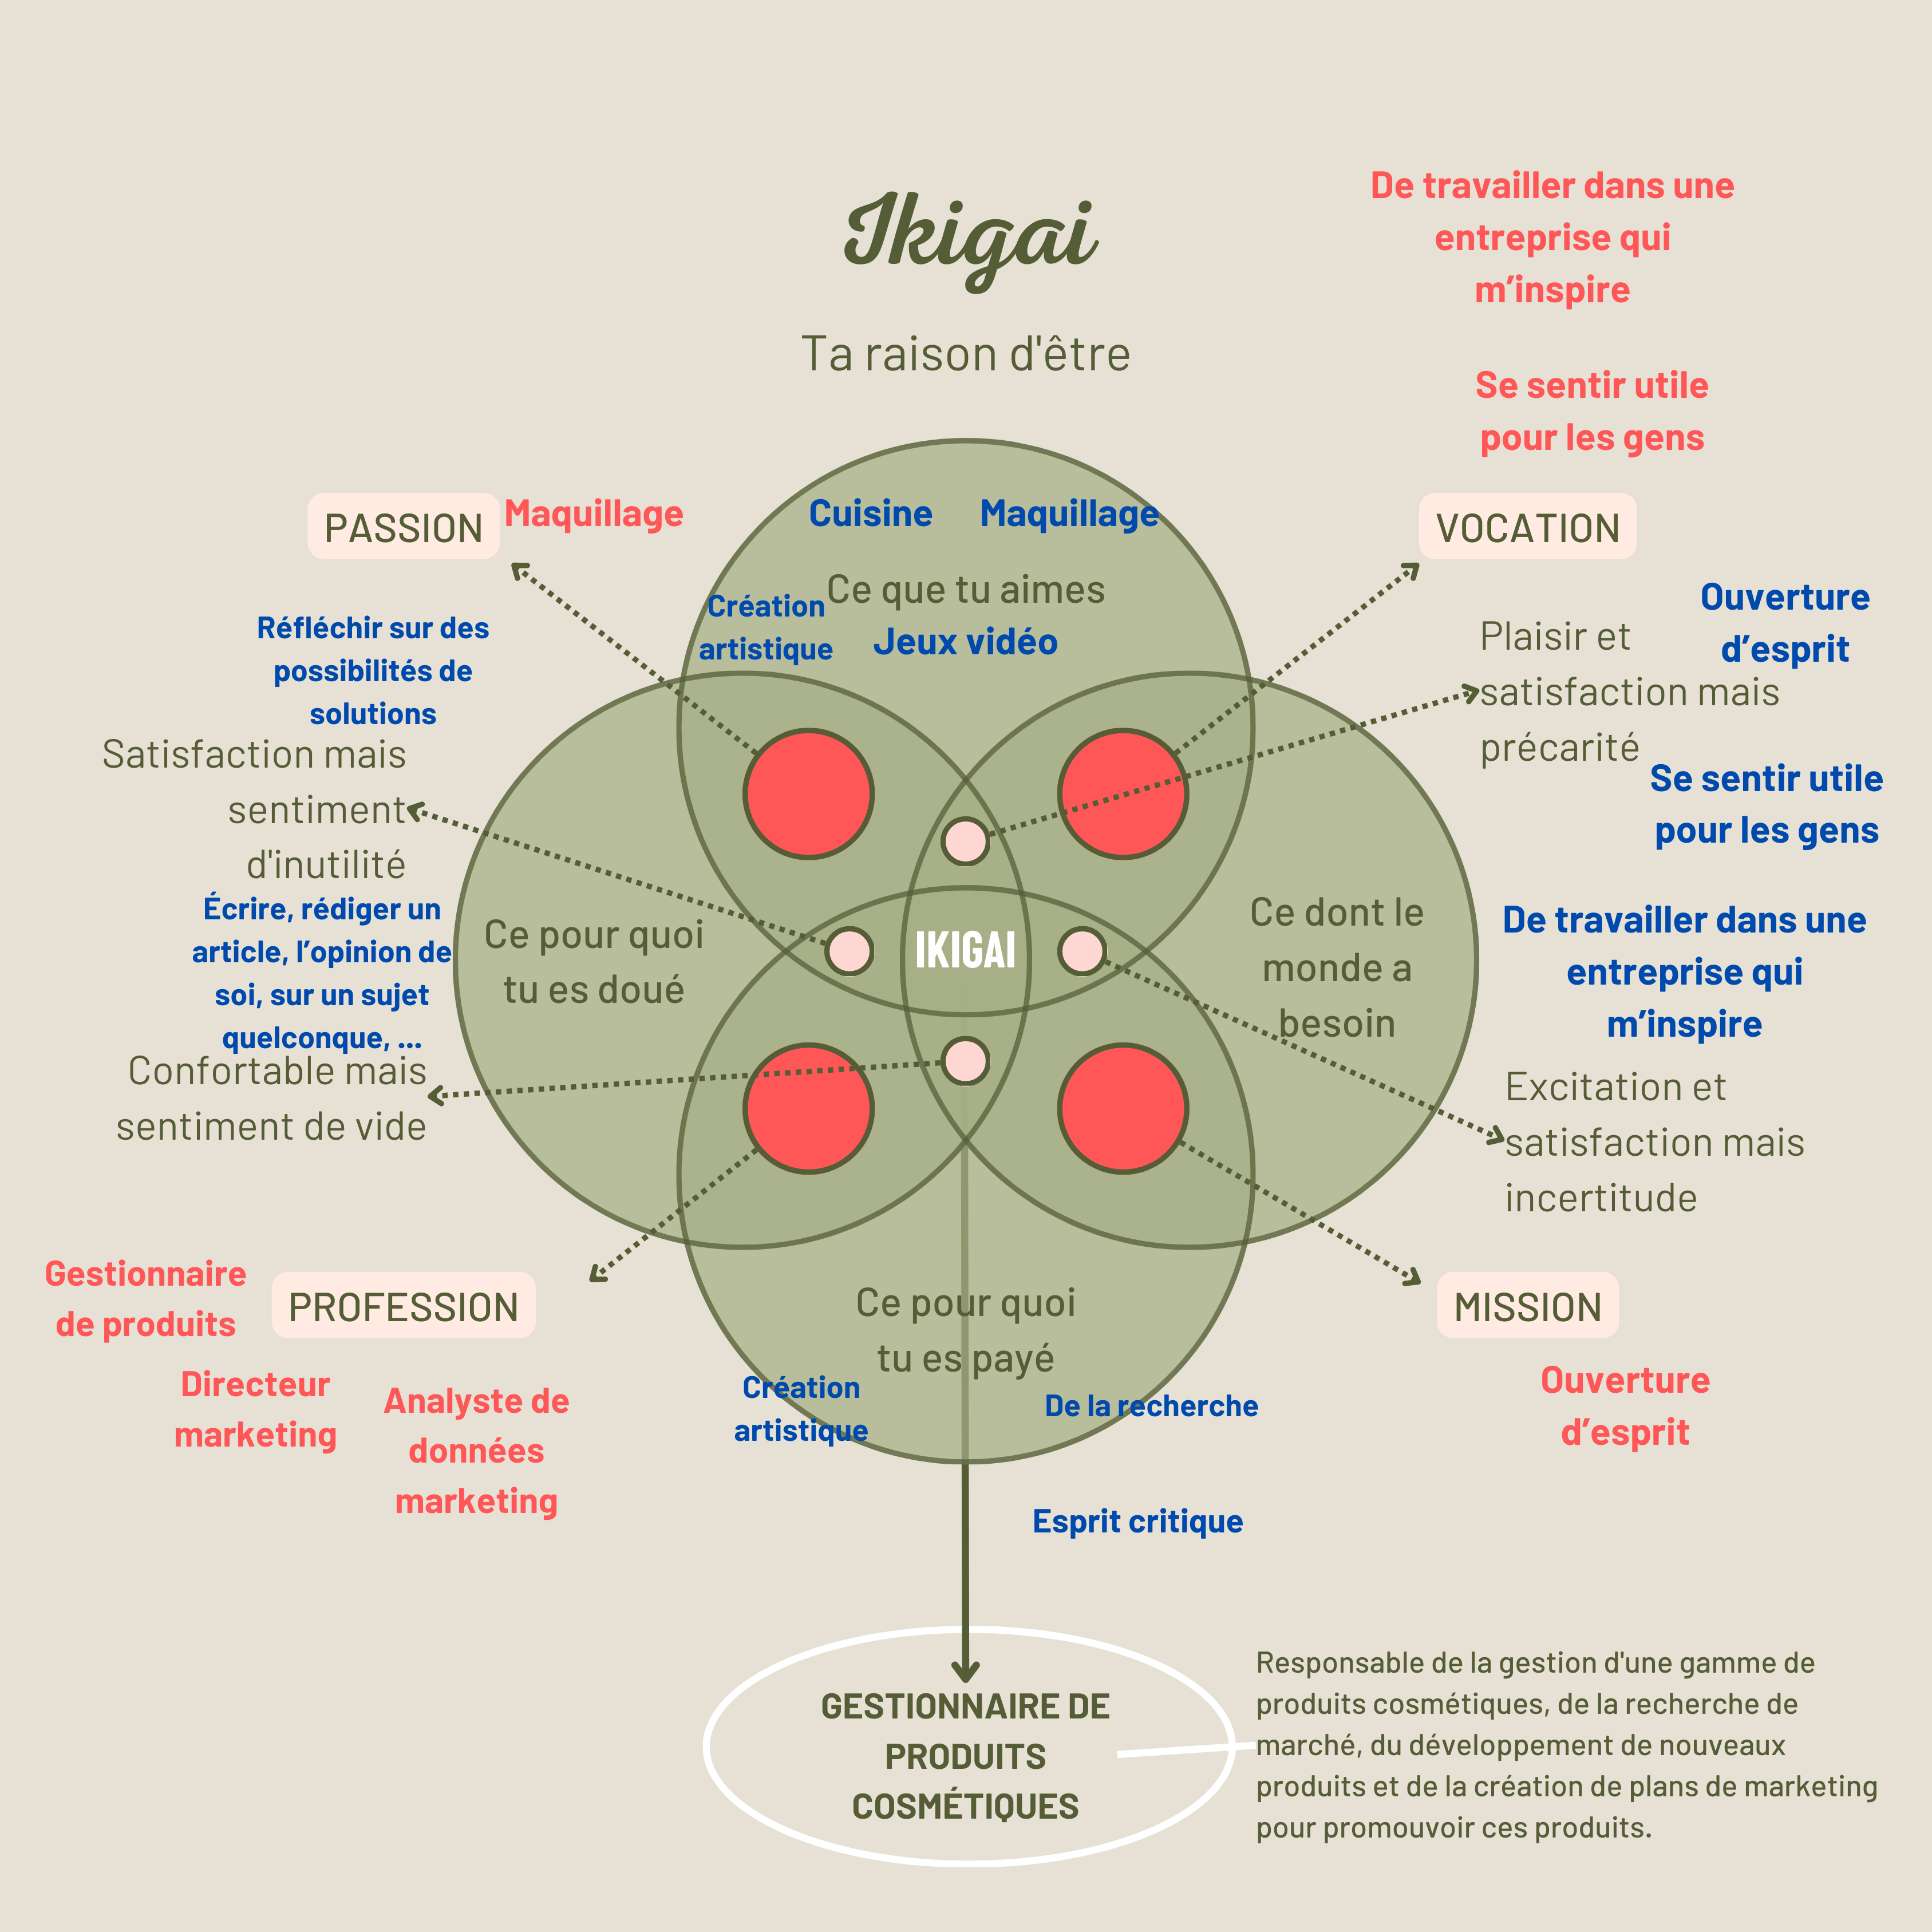 Ikigai
Ta raison d'être
De travailler dans une
entreprise qui
m’inspire
Se sentir utile
pour les gens
PASSION
Maquillage
Cuisine
Maquillage
VOCATION
Ce que tu aimes
Création
artistique
Jeux vidéo
Ouverture
d’esprit
Plaisir et
satisfaction mais
précarité
Réfléchir sur des
possibilités de
solutions
Satisfaction mais
sentiment
d'inutilité
Se sentir utile
pour les gens
Écrire, rédiger un
article, l’opinion de
soi, sur un sujet
quelconque, ...
Ce pour quoi
tu es doué
IKIGAI
Ce dont le
monde a
besoin
De travailler dans une
entreprise qui
m’inspire
Confortable mais
sentiment de vide
Excitation et
satisfaction mais
incertitude
Gestionnaire
de produits
PROFESSION
Directeur
marketing
Analyste de
données
marketing
Ce pour quoi
tu es payé
Création
artistique
De la recherche
Esprit critique
MISSION
Ouverture
d’esprit
GESTIONNAIRE DE
PRODUITS
COSMÉTIQUES
Responsable de la gestion d'une gamme de
produits cosmétiques, de la recherche de
marché, du développement de nouveaux
produits et de la création de plans de marketing
pour promouvoir ces produits.